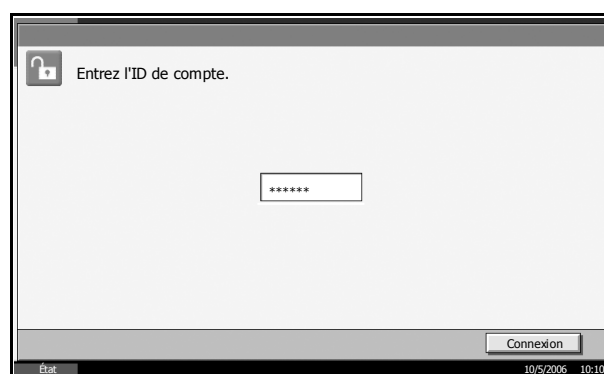 Entrez l'ID de compte.
******
Connexion
État 10/5/2006 10:10